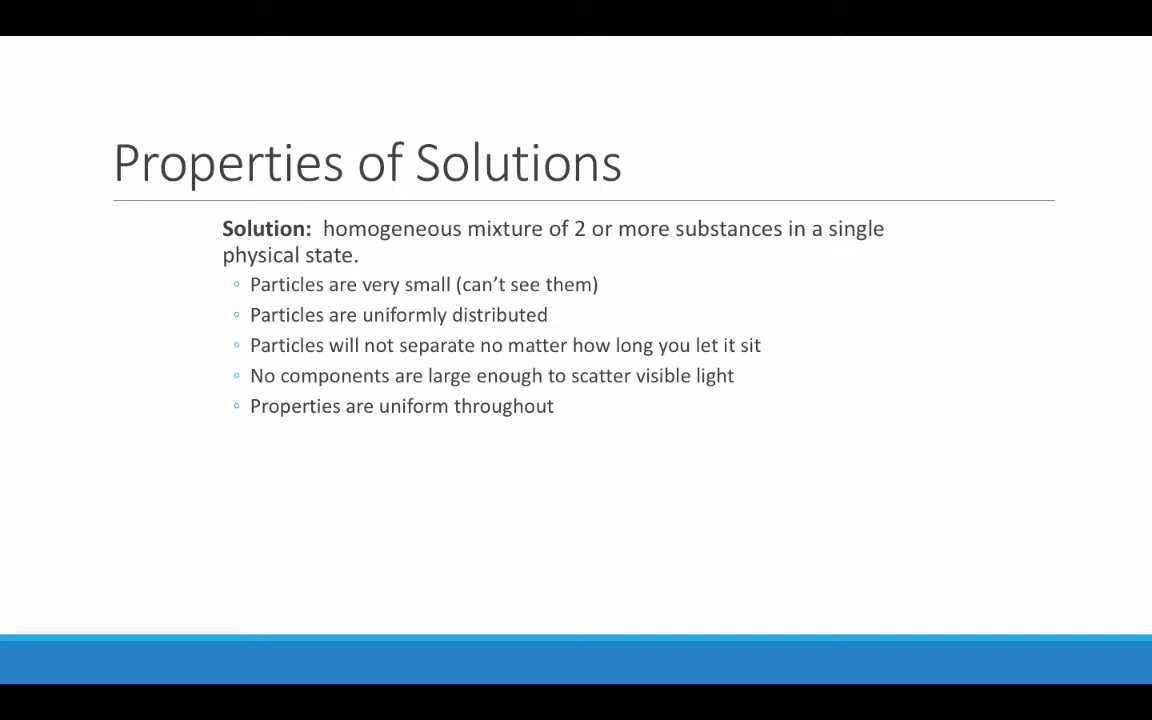 Properties of Solutions
Solution:  homogeneous mixture of 2 or more substances in a single
physical state.
◦ Particles are very small (can’t see them)
◦ Particles are uniformly distributed
◦ Particles will not separate no matter how long you let it sit
◦ No components are large enough to scatter visible light
◦ Properties are uniform throughout